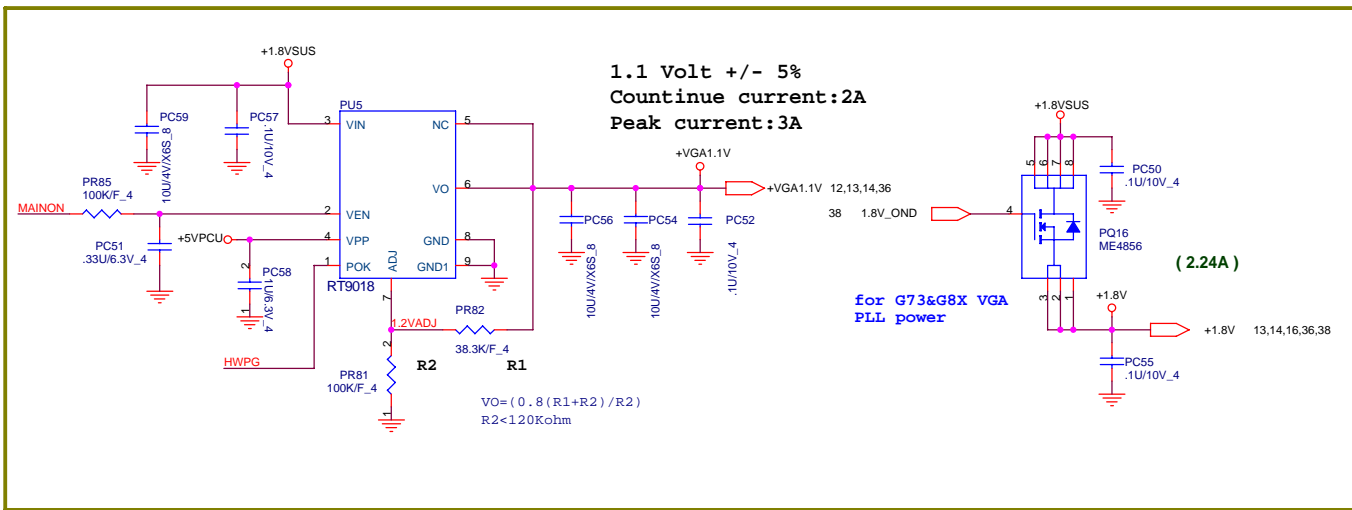 +1.8VSUS
PC59
10U/4V/X6S_8
PC57
.1U/10V_4
PU5
3 VIN
NC 5
VO 6
2 VEN
4 VPP
1 POK
ADJ
7
GND 8
GND1 9
RT9018
MAINON
PR85
100K/F_4
PC51
.33U/6.3V_4
+5VPCU
2
PC58
1U/6.3V_4
1
HWPG
1.2VADJ
PR82
38.3K/F_4
R2
R1
2
PR81
100K/F_4
1
VO=(0.8(R1+R2)/R2)
R2<120Kohm
1.1 Volt +/- 5%
Countinue current:2A
Peak current:3A
+VGA1.1V
+VGA1.1V 12,13,14,36
PC56
10U/4V/X6S_8
PC54
10U/4V/X6S_8
PC52
.1U/10V_4
38 1.8V_OND
+1.8VSUS
5 6 7 8
PC50
.1U/10V_4
4
PQ16
ME4856
3 2 1
( 2.24A )
for G73&G8X VGA
PLL power
+1.8V
+1.8V 13,14,16,36,38
PC55
.1U/10V_4